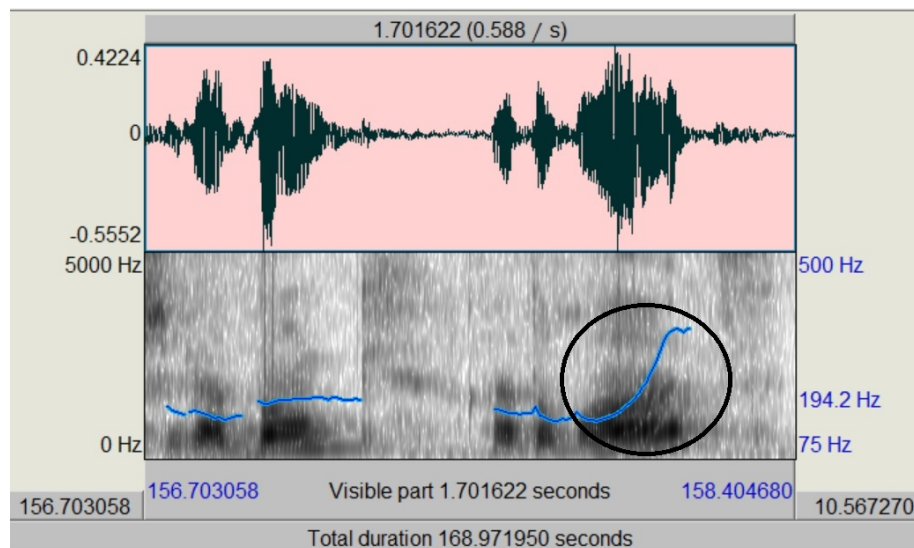 1.701622 (0.588 / s)
0.4224
0
-0.5552
5000 Hz
500 Hz
194.2 Hz
0 Hz
75 Hz
156.703058
Visible part 1.701622 seconds
158.404680
156.703058
10.567270
Total duration 168.971950 seconds